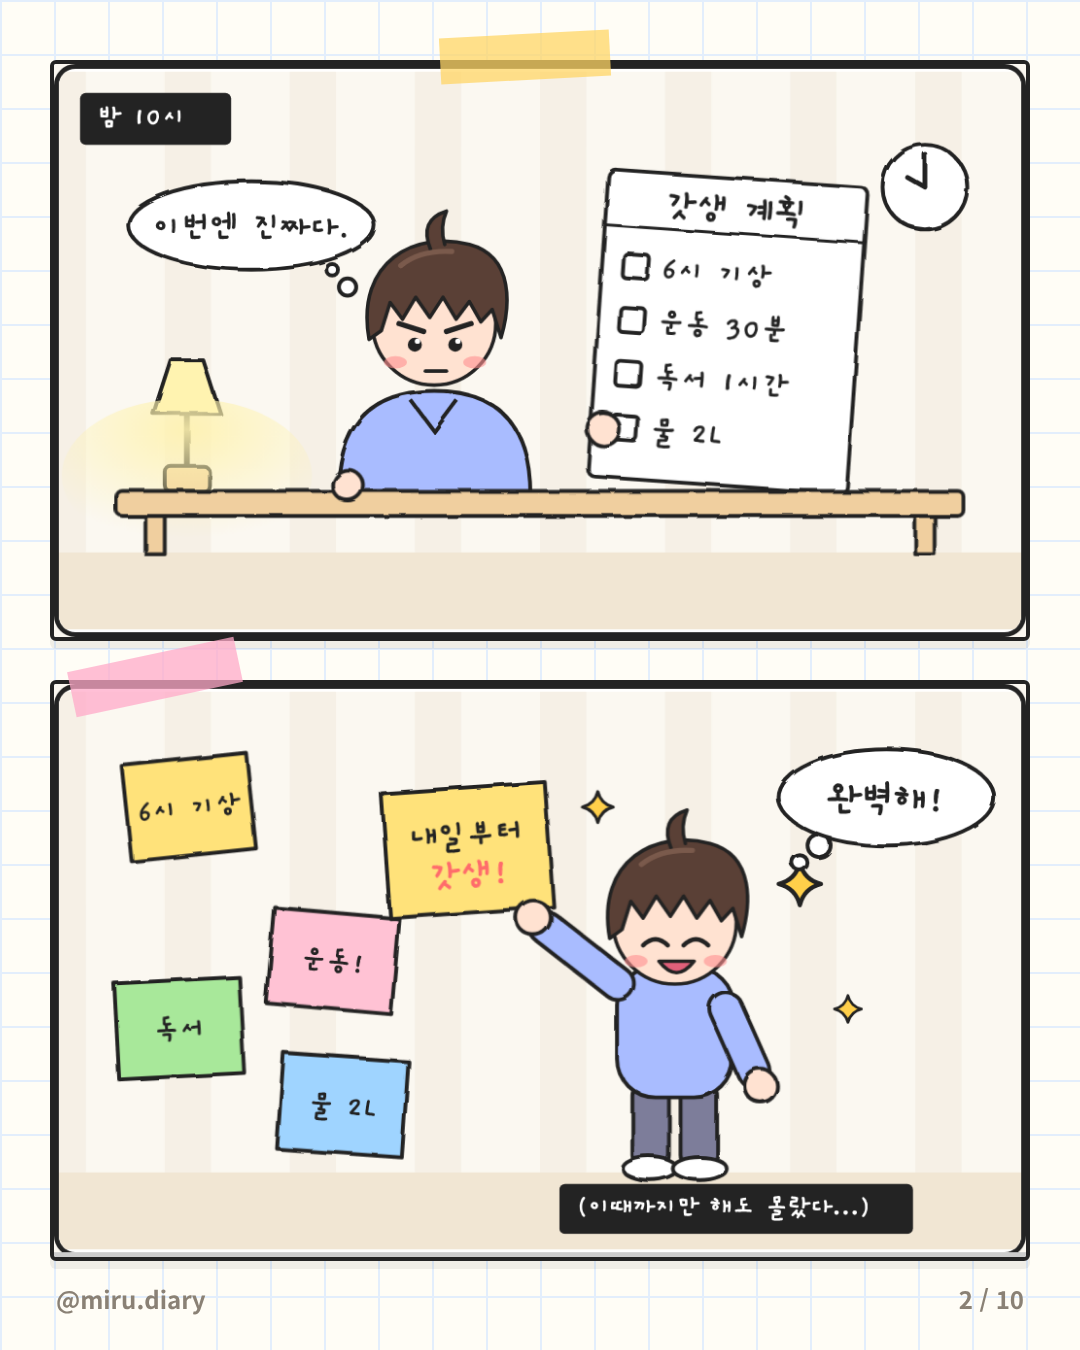 밤 10시
이번엔 진짜다.
갓생 계획
6시 기상
운동 30분
독서 1시간
물 2L
6시 기상
내일부터
갓생!
완벽해!
운동!
독서
물 2L
(이때까지만 해도 몰랐다...)
@miru.diary
2 / 10